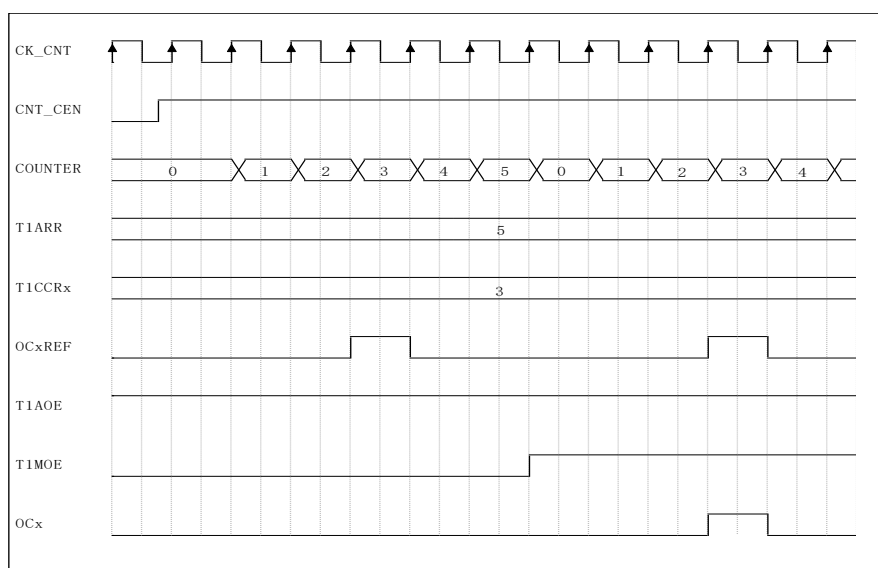 CK_CNT
CNT_CEN
COUNTER 0 1 2 3 4 5 0 1 2 3 4
T1ARR 5
T1CCRx 3
OCxREF
T1AOE
T1MOE
OCx